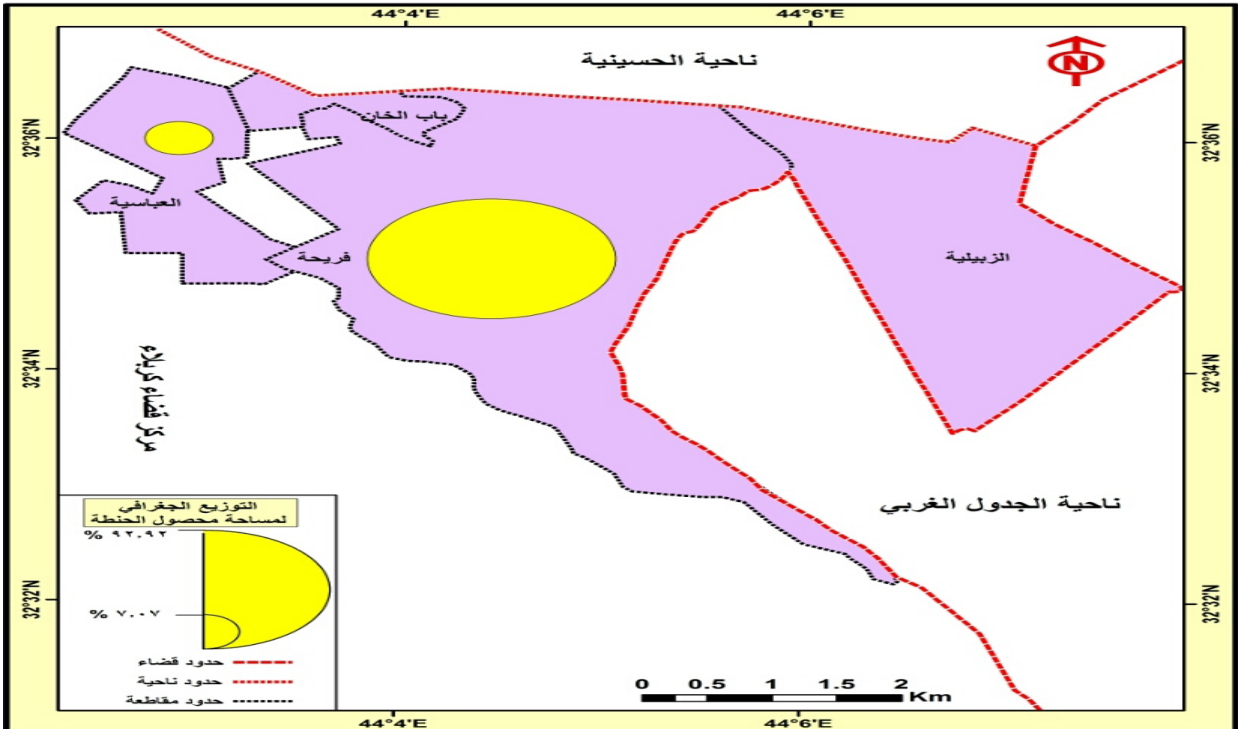 44°4'E
44°6'E
ناحية الحسينية
N
باب الخان
32°36'N
32°36'N
العباسية
فريحة
الزبيلية
32°34'N
32°34'N
مركز قضاء كربلاء
ناحية الجدول الغربي
التوزيع الجغرافي
لمساحة محصول الحنطة
% ٩٢.٩٢
% ٧.٠٧
حدود قضاء
حدود ناحية
حدود مقاطعة
32°32'N
32°32'N
0 0.5 1 1.5 2
Km
44°4'E
44°6'E